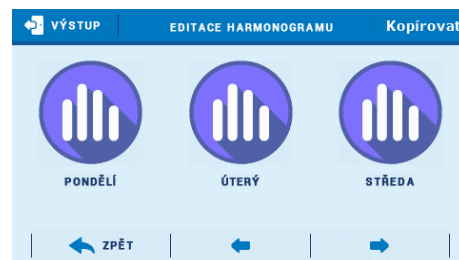 VÝSTUP EDITACE HARMONOGRAMU Kopírovat
PONDĚLÍ ÚTERÝ STŘEDA
ZPĚT